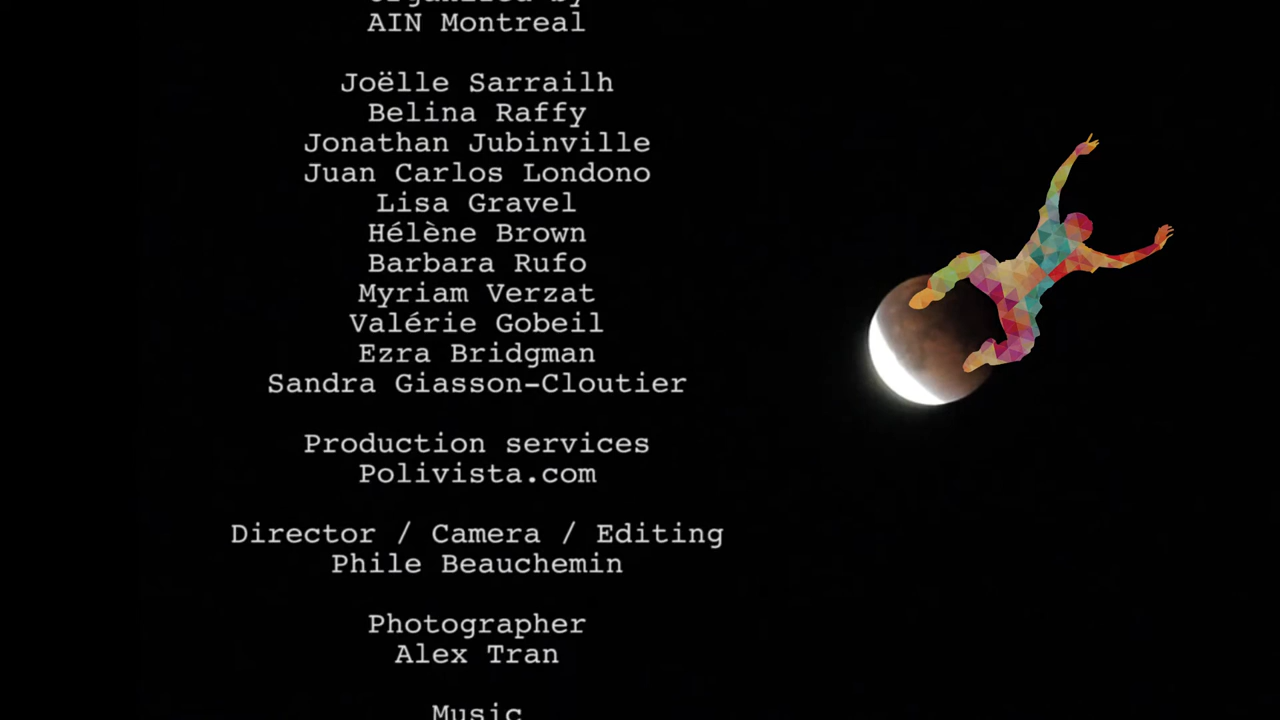 Organized by
AIN Montreal
Joëlle Sarrailh
Belina Raffy
Jonathan Jubinville
Juan Carlos Londono
Lisa Gravel
Hélène Brown
Barbara Rufo
Myriam Verzat
Valérie Gobeil
Ezra Bridgman
Sandra Giasson-Cloutier
Production services
Polivista.com
Director / Camera / Editing
Phile Beauchemin
Photographer
Alex Tran
Music